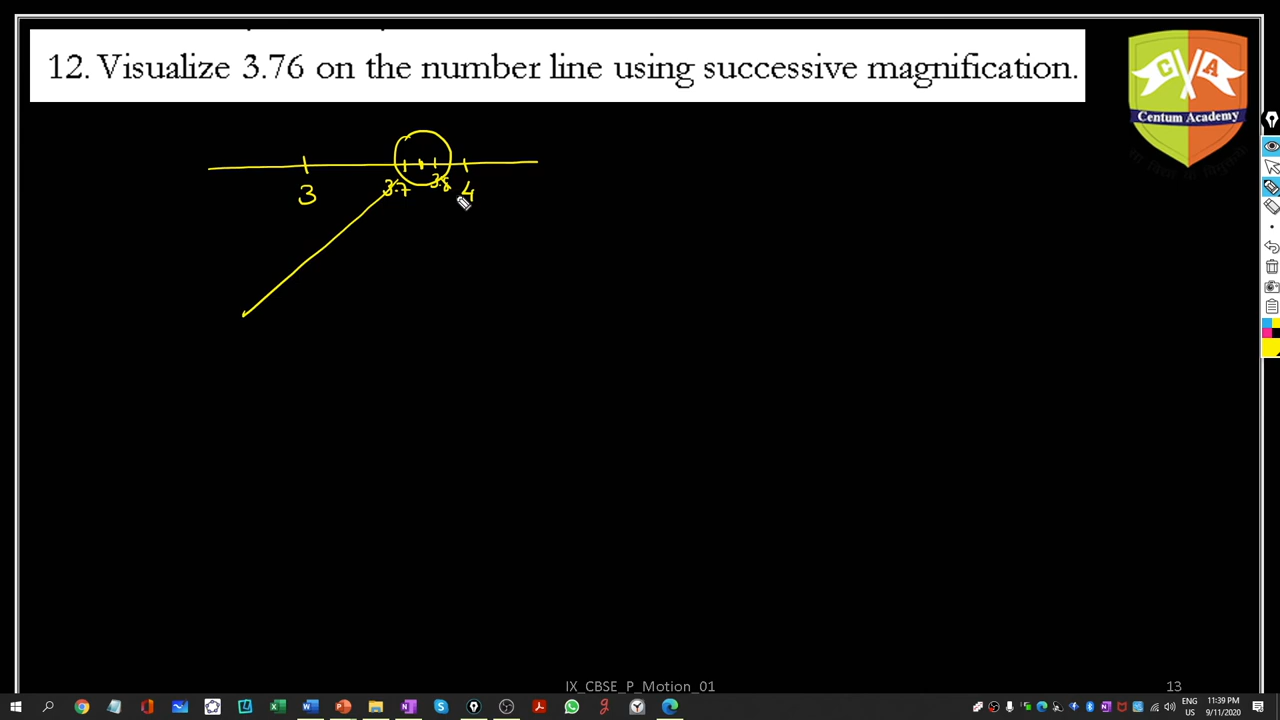 12. Visualize 3.76 on the number line using successive magnification.
C A
Centum Academy
3 3.7 3.8 4
IX_CBSE_P_Motion_01
13
ENG
US
11:39 PM
9/11/2020